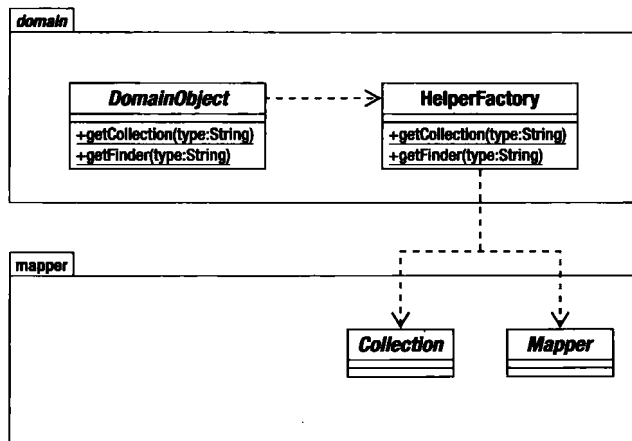 domain
DomainObject
+getCollection(type:String)
+getFinder(type:String)
HelperFactory
+getCollection(type:String)
+getFinder(type:String)
mapper
Collection
Mapper